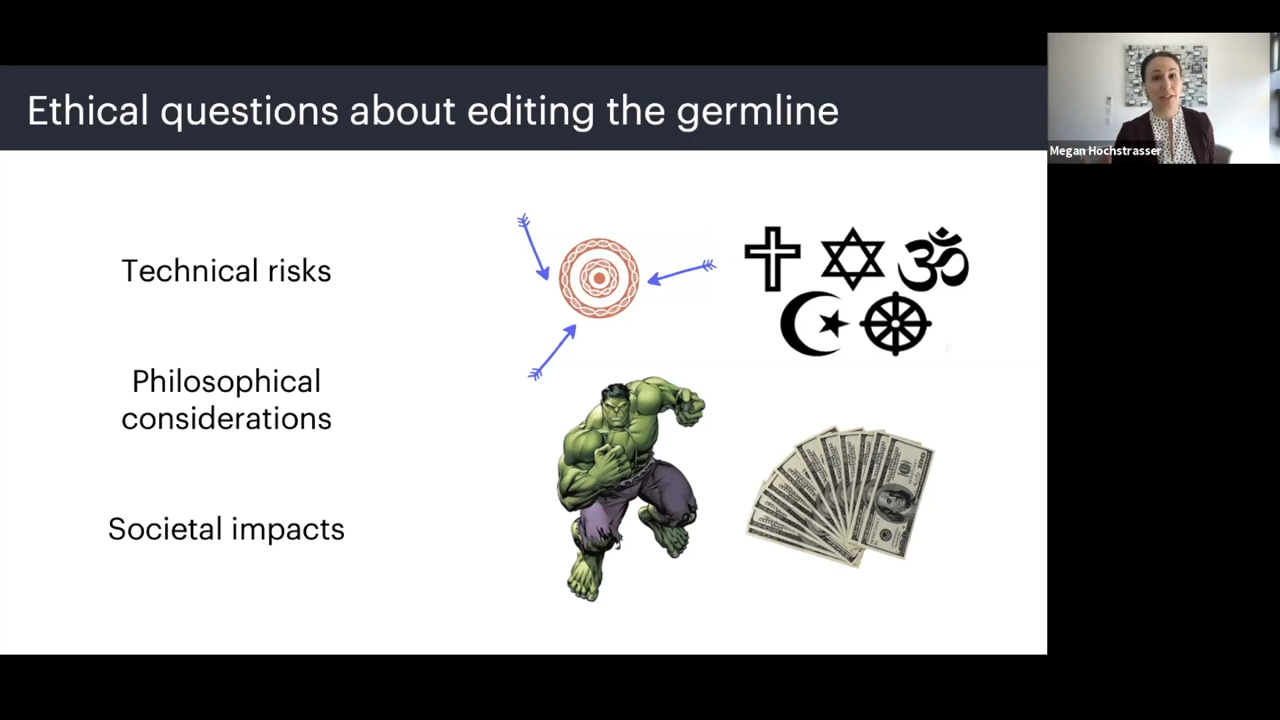 Ethical questions about editing the germline
Megan Hochstrasser
Technical risks
Philosophical
considerations
Societal impacts